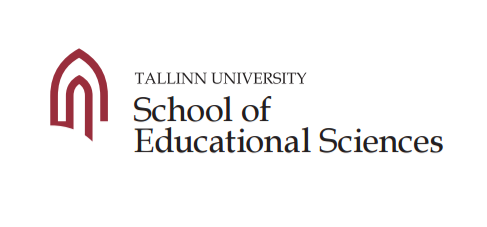 TALLINN UNIVERSITY
School of
Educational Sciences